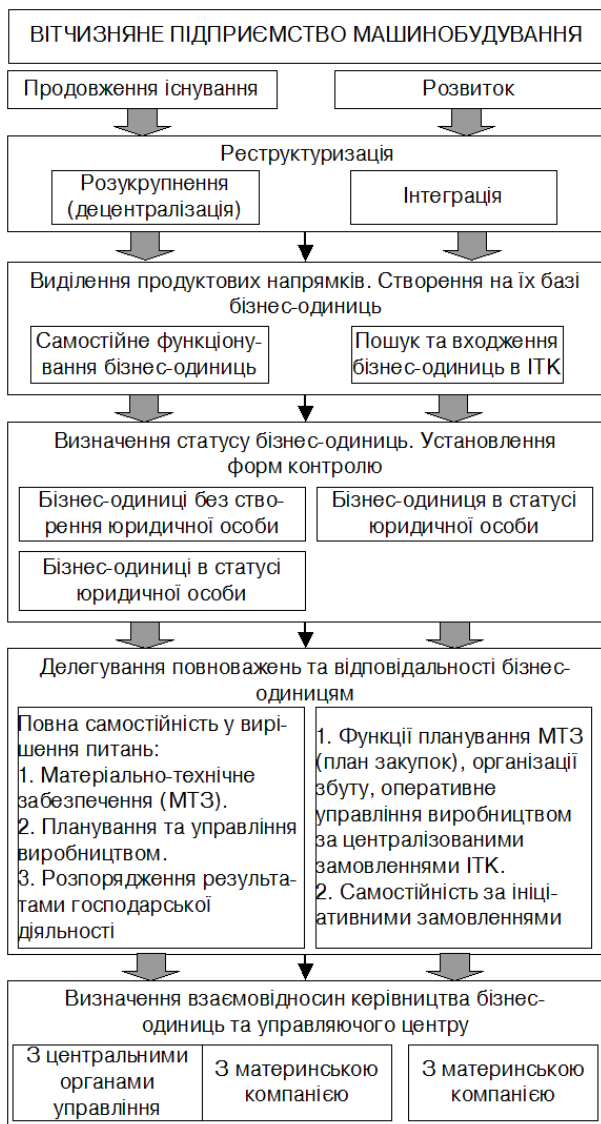 ВІТЧИЗНЯНЕ ПІДПРИЄМСТВО МАШИНОБУДУВАННЯ
Продовження існування
Розвиток
Реструктуризація
Розукрупнення
(децентралізація)
Інтеграція
Виділення продуктових напрямків. Створення на їх базі
бізнес-одиниць
Самостійне функціону-
вання бізнес-одиниць
Пошук та входження
бізнес-одиниць в ІТК
Визначення статусу бізнес-одиниць. Установлення
форм контролю
Бізнес-одиниці без ство-
рення юридичної особи
Бізнес-одиниця в статусі
юридичної особи
Бізнес-одиниці в статусі
юридичної особи
Делегування повноважень та відповідальності бізнес-
одиницям
Повна самостійність у вирі-
шення питань:
1. Матеріально-технічне
забезпечення (МТЗ).
2. Планування та управління
виробництвом.
3. Розпорядження результа-
тами господарської
діяльності
1. Функції планування МТЗ
(план закупок), організації
збуту, оперативне
управління виробництвом
за централізованими
замовленнями ІТК.
2. Самостійність за ініці-
ативними замовленнями
Визначення взаємовідносин керівництва бізнес-
одиниць та управляючого центру
З центральними
органами
управління
З материнською
компанією
З материнською
компанією